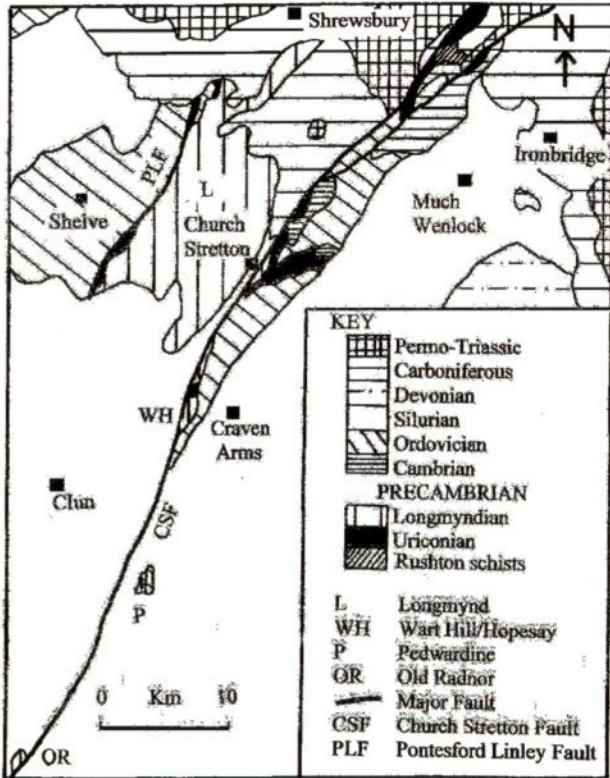 Shrewsbury
N
Ironbridge
PLF
L
Shelve
Church
Stretton
Much
Wenlock
WH
Craven
Arms
Clun
CSF
P
0 Km 10
OR
KEY
Permo-Triassic
Carboniferous
Devonian
Silurian
Ordovician
Cambrian
PRECAMBRIAN
Longmyndian
Uriconian
Rushton schists
L Longmynd
WH Wart Hill/Hopesay
P Pedwardine
OR Old Radnor
Major Fault
CSF Church Stretton Fault
PLF Pontesford Linley Fault